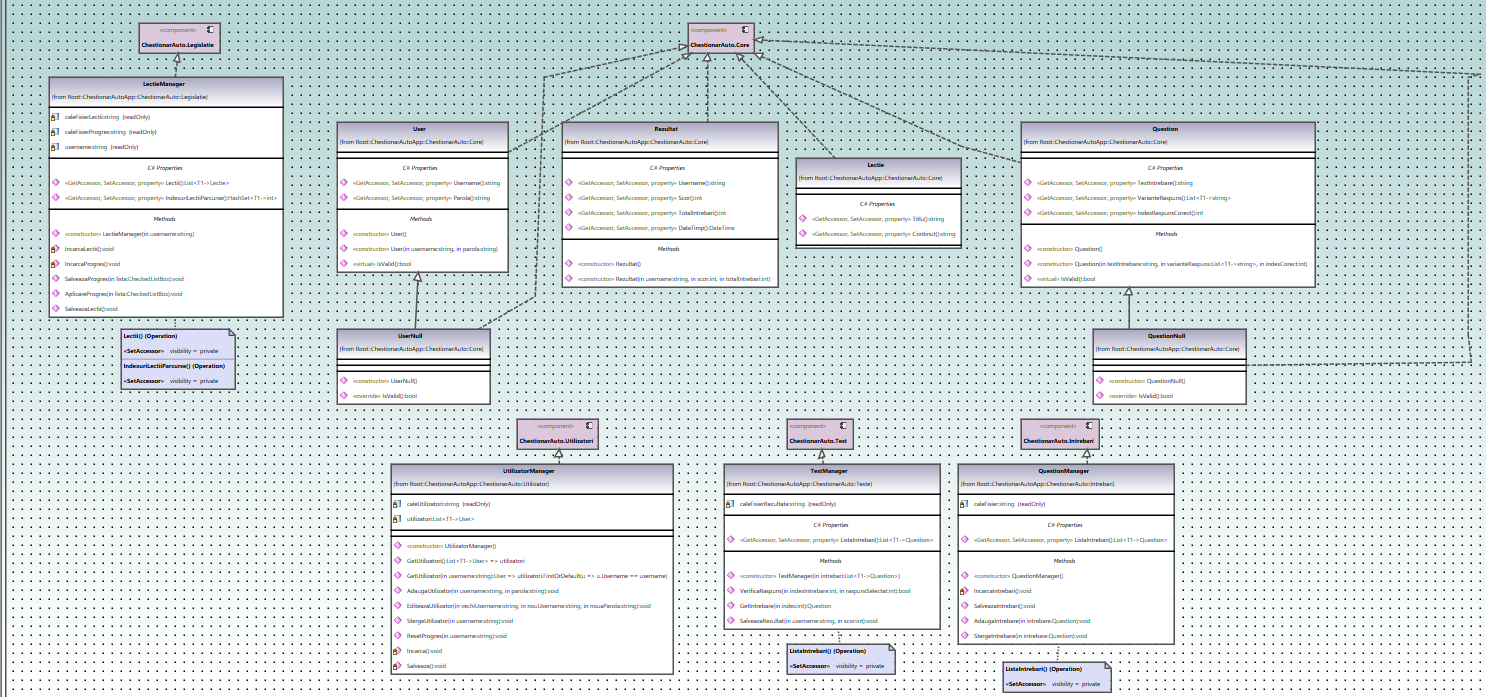 «component»
ChestionarAuto.Legislatie
LectieManager
(from Root::ChestionarAutoApp::ChestionarAuto::Legislatie)
caleFisierLectii:string (readOnly)
caleFisierProgres:string (readOnly)
username:string (readOnly)
C# Properties
«GetAccessor, SetAccessor, property» Lectii():List<T1->Lectie>
«GetAccessor, SetAccessor, property» IndexuriLectiiParcurse():HashSet<T1->int>
Methods
«constructor» LectieManager(in username:string)
IncarcaLectii():void
IncarcaProgres():void
SalveazaProgres(in lista:CheckedListBox):void
AplicareProgres(in lista:CheckedListBox):void
SalveazaLectii():void
Lectii() (Operation)
«SetAccessor» visibility = private
IndexuriLectiiParcurse() (Operation)
«SetAccessor» visibility = private
«component»
ChestionarAuto.Core
User
(from Root::ChestionarAutoApp::ChestionarAuto::Core)
C# Properties
«GetAccessor, SetAccessor, property» Username():string
«GetAccessor, SetAccessor, property» Parola():string
Methods
«constructor» User()
«constructor» User(in username:string, in parola:string)
«virtual» IsValid():bool
Rezultat
(from Root::ChestionarAutoApp::ChestionarAuto::Core)
C# Properties
«GetAccessor, SetAccessor, property» Username():string
«GetAccessor, SetAccessor, property» Scor():int
«GetAccessor, SetAccessor, property» TotalIntrebari():int
«GetAccessor, SetAccessor, property» DataTimp():DateTime
Methods
«constructor» Rezultat()
«constructor» Rezultat(in username:string, in scor:int, in totalIntrebari:int)
Lectie
(from Root::ChestionarAutoApp::ChestionarAuto::Core)
C# Properties
«GetAccessor, SetAccessor, property» Titlu():string
«GetAccessor, SetAccessor, property» Continut():string
Question
(from Root::ChestionarAutoApp::ChestionarAuto::Core)
C# Properties
«GetAccessor, SetAccessor, property» TextIntrebare():string
«GetAccessor, SetAccessor, property» VarianteRaspuns():List<T1->string>
«GetAccessor, SetAccessor, property» IndexRaspunsCorect():int
Methods
«constructor» Question()
«constructor» Question(in textIntrebare:string, in varianteRaspuns:List<T1->string>, in indexCorect:int)
«virtual» IsValid():bool
UserNull
(from Root::ChestionarAutoApp::ChestionarAuto::Core)
«constructor» UserNull()
«override» IsValid():bool
QuestionNull
(from Root::ChestionarAutoApp::ChestionarAuto::Core)
«constructor» QuestionNull()
«override» IsValid():bool
«component»
ChestionarAuto.Utilizatori
UtilizatorManager
(from Root::ChestionarAutoApp::ChestionarAuto::Utilizator)
caleUtilizator:string (readOnly)
utilizatori:List<T1->User>
«constructor» UtilizatorManager()
GetUtilizatori():List<T1->User> => utilizatori
GetUtilizator(in username:string):User => utilizatori.FirstOrDefault(u => u.Username == username)
AdaugaUtilizator(in username:string, in parola:string):void
EditeazaUtilizator(in vechiUsername:string, in nouUsername:string, in nouaParola:string):void
StergeUtilizator(in username:string):void
ResetProgres(in username:string):void
Incarca():void
Salveaza():void
«component»
ChestionarAuto.Test
TestManager
(from Root::ChestionarAutoApp::ChestionarAuto::Teste)
caleFisierRezultate:string (readOnly)
C# Properties
«GetAccessor, SetAccessor, property» ListaIntrebari():List<T1->Question>
Methods
«constructor» TestManager(in intrebari:List<T1->Question>)
VerificaRaspuns(in indexIntrebare:int, in raspunsSelectat:int):bool
GetIntrebare(in index:int):Question
SalveazaRezultat(in username:string, in scor:int):void
ListaIntrebari() (Operation)
«SetAccessor» visibility = private
«component»
ChestionarAuto.Intrebari
QuestionManager
(from Root::ChestionarAutoApp::ChestionarAuto::Intrebari)
caleFisier:string (readOnly)
C# Properties
«GetAccessor, SetAccessor, property» ListaIntrebari():List<T1->Question>
Methods
«constructor» QuestionManager()
IncarcaIntrebari():void
SalveazaIntrebari():void
AdaugaIntrebare(in intrebare:Question):void
StergeIntrebare(in intrebare:Question):void
ListaIntrebari() (Operation)
«SetAccessor» visibility = private